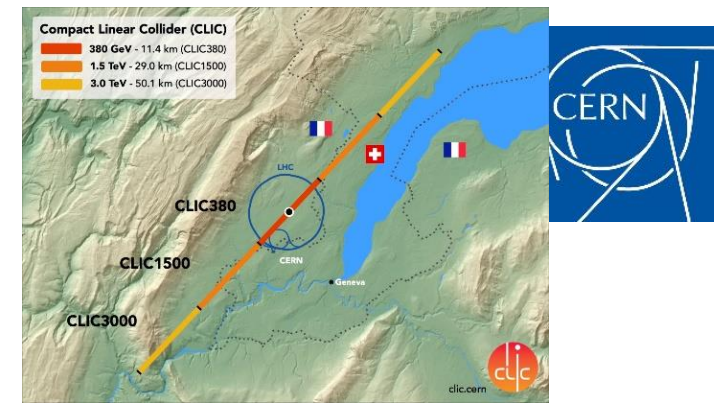 Compact Linear Collider (CLIC)
380 GeV - 11.4 km (CLIC380)
1.5 TeV - 29.0 km (CLIC1500)
3.0 TeV - 50.1 km (CLIC3000)
CERN
LHC
CLIC380
CERN
CLIC1500
Geneva
CLIC3000
clic
clic.cern